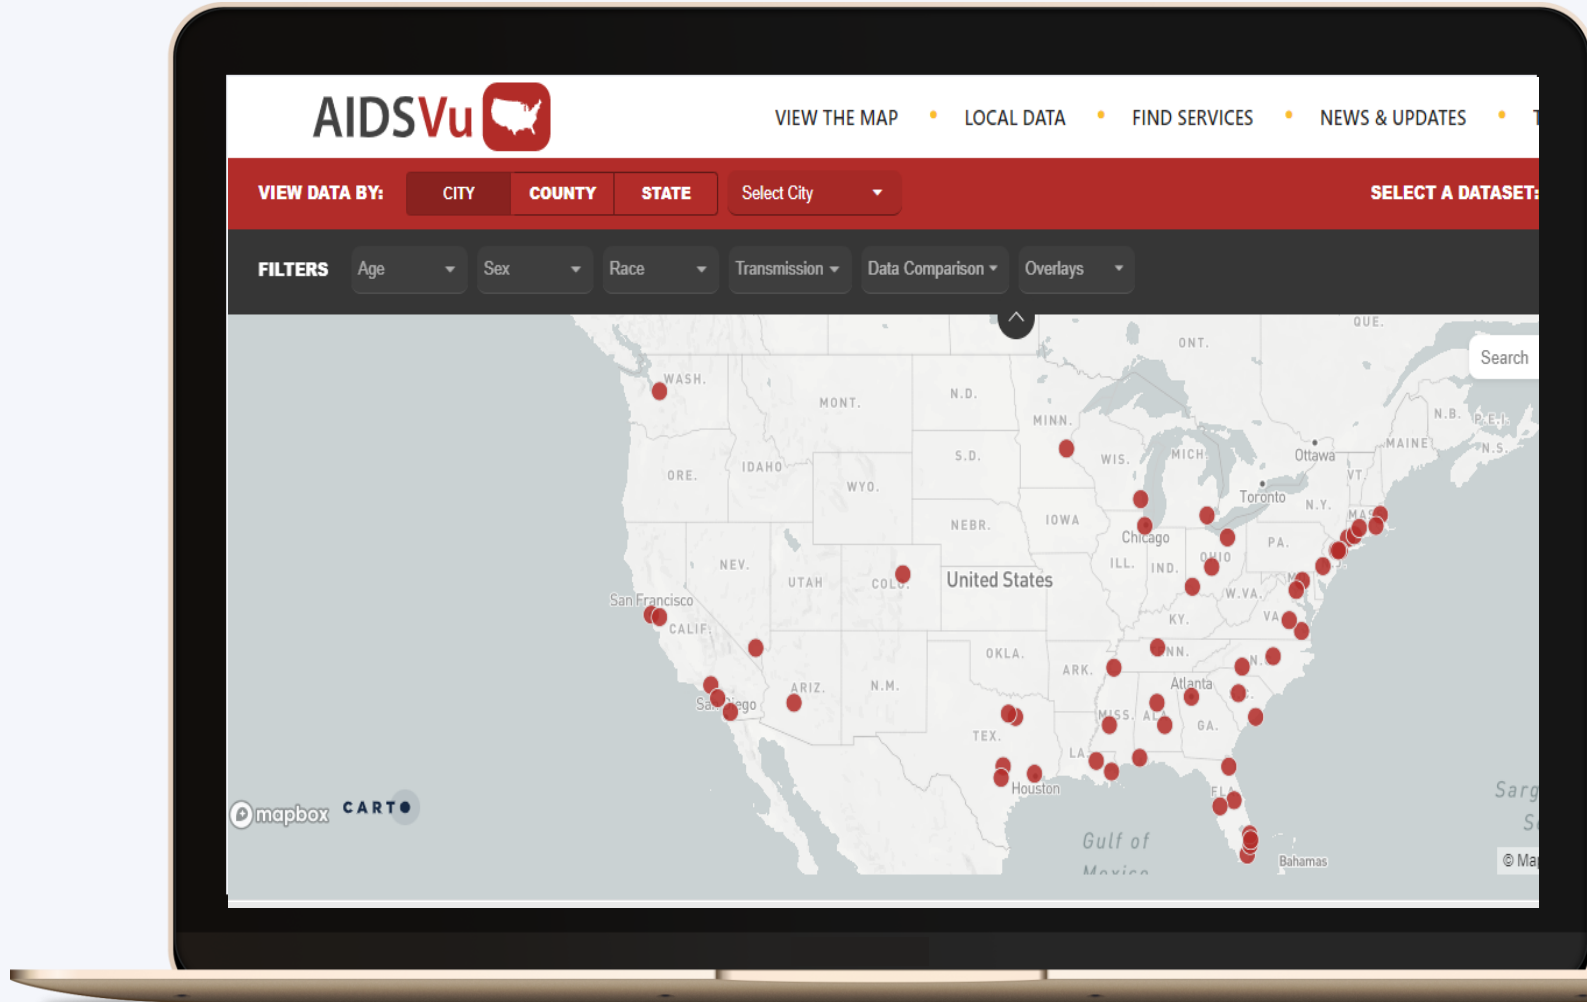 AIDSVu
VIEW THE MAP • LOCAL DATA • FIND SERVICES • NEWS & UPDATES •
VIEW DATA BY: CITY COUNTY STATE Select City SELECT A DATASET:
FILTERS Age Sex Race Transmission Data Comparison Overlays
QUE.
ONT.
Search
WASH.
MONT.
N.D.
MINN.
N.B. P.E.I.
MICH.
MAINE
N.S.
ORE.
IDAHO
S.D.
WIS.
Ottawa
VT.
WYO.
Toronto
N.Y.
NEBR.
IOWA
Chicago
PA.
NEV.
UTAH
COLO.
United States
ILL.
IND.
OHIO
W.VA.
San Francisco
CALIF.
KY.
VA.
OKLA.
ARK.
ARIZ.
N.M.
Atlanta
MISS.
GA.
TEX.
LA.
Houston
mapbox CARTO
Gulf of
Mexico
Bahamas